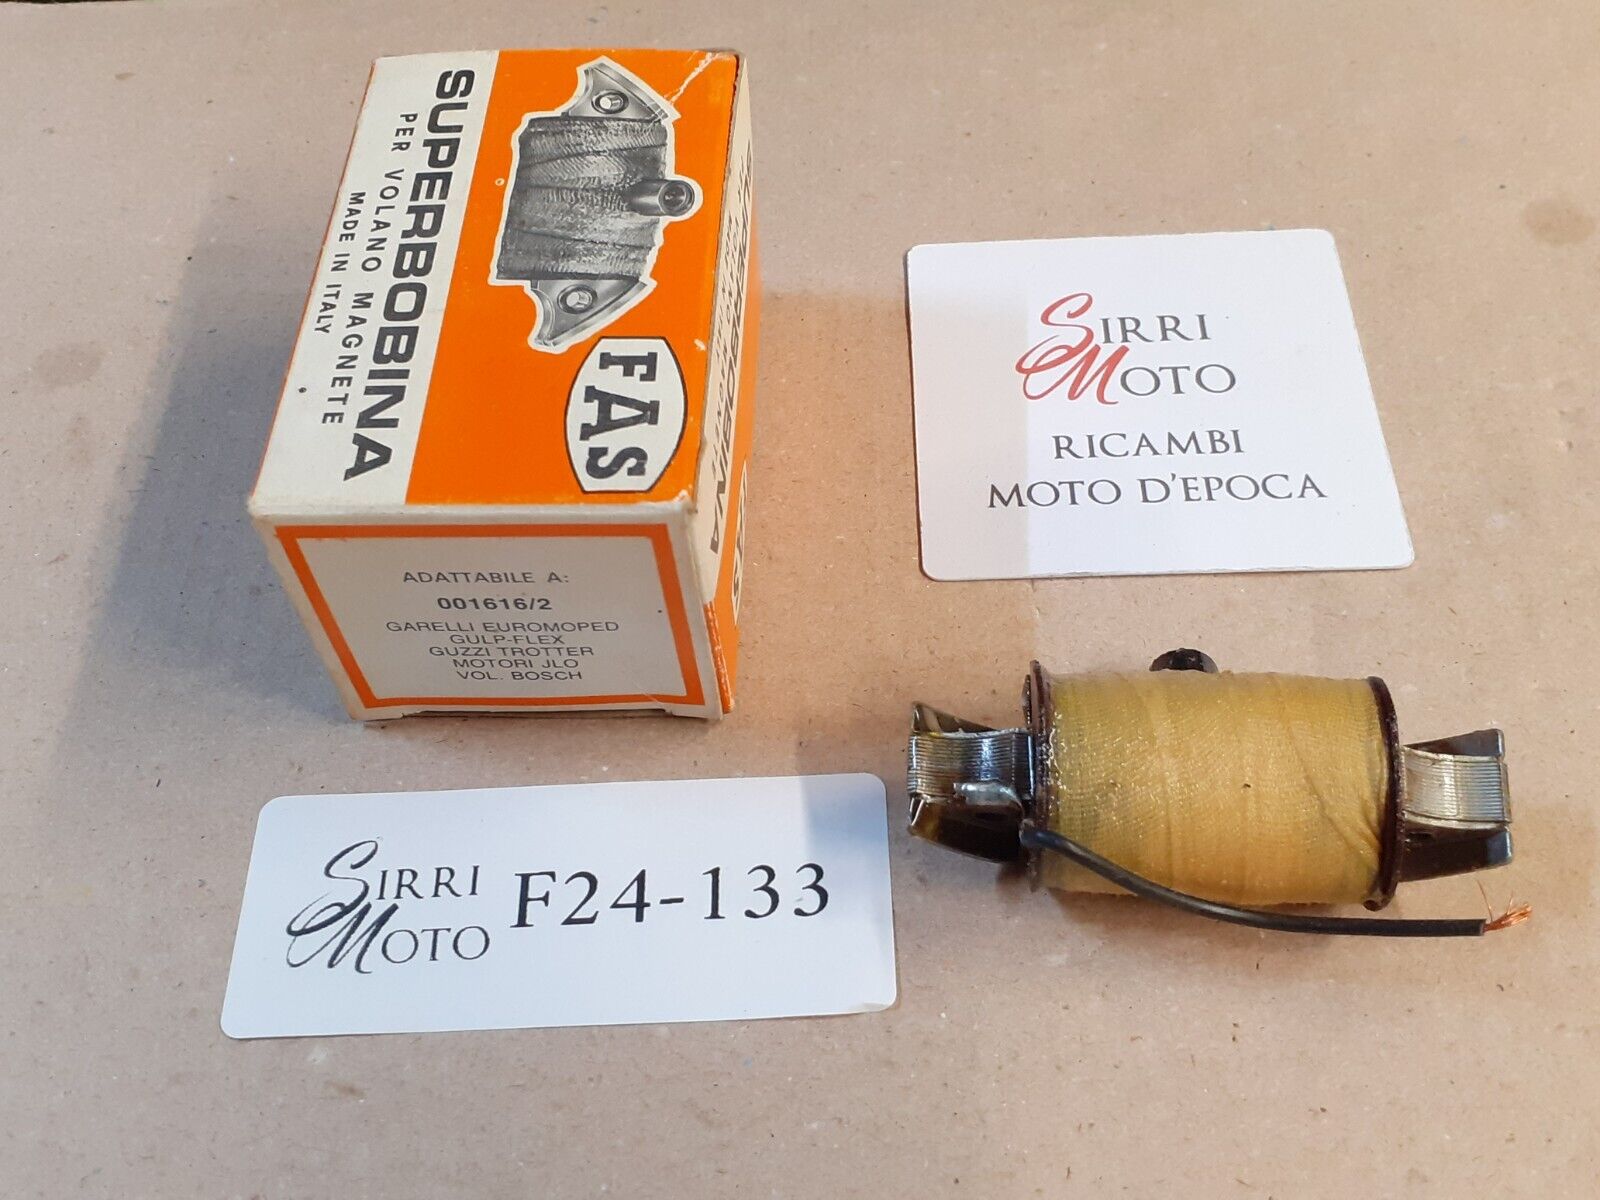 SUPERBOBINA
PER VOLANO MAGNETE
MADE IN ITALY
FAS
ADATTABILE A:
001616/2
GARELLI EUROMOPED
GULP-FLEX
GUZZI TROTTER
MOTORI JLO
VOL. BOSCH
SIRRI
MOTO
RICAMBI
MOTO D'EPOCA
SIRRI
MOTO
F24-133
SUPERBOBINA